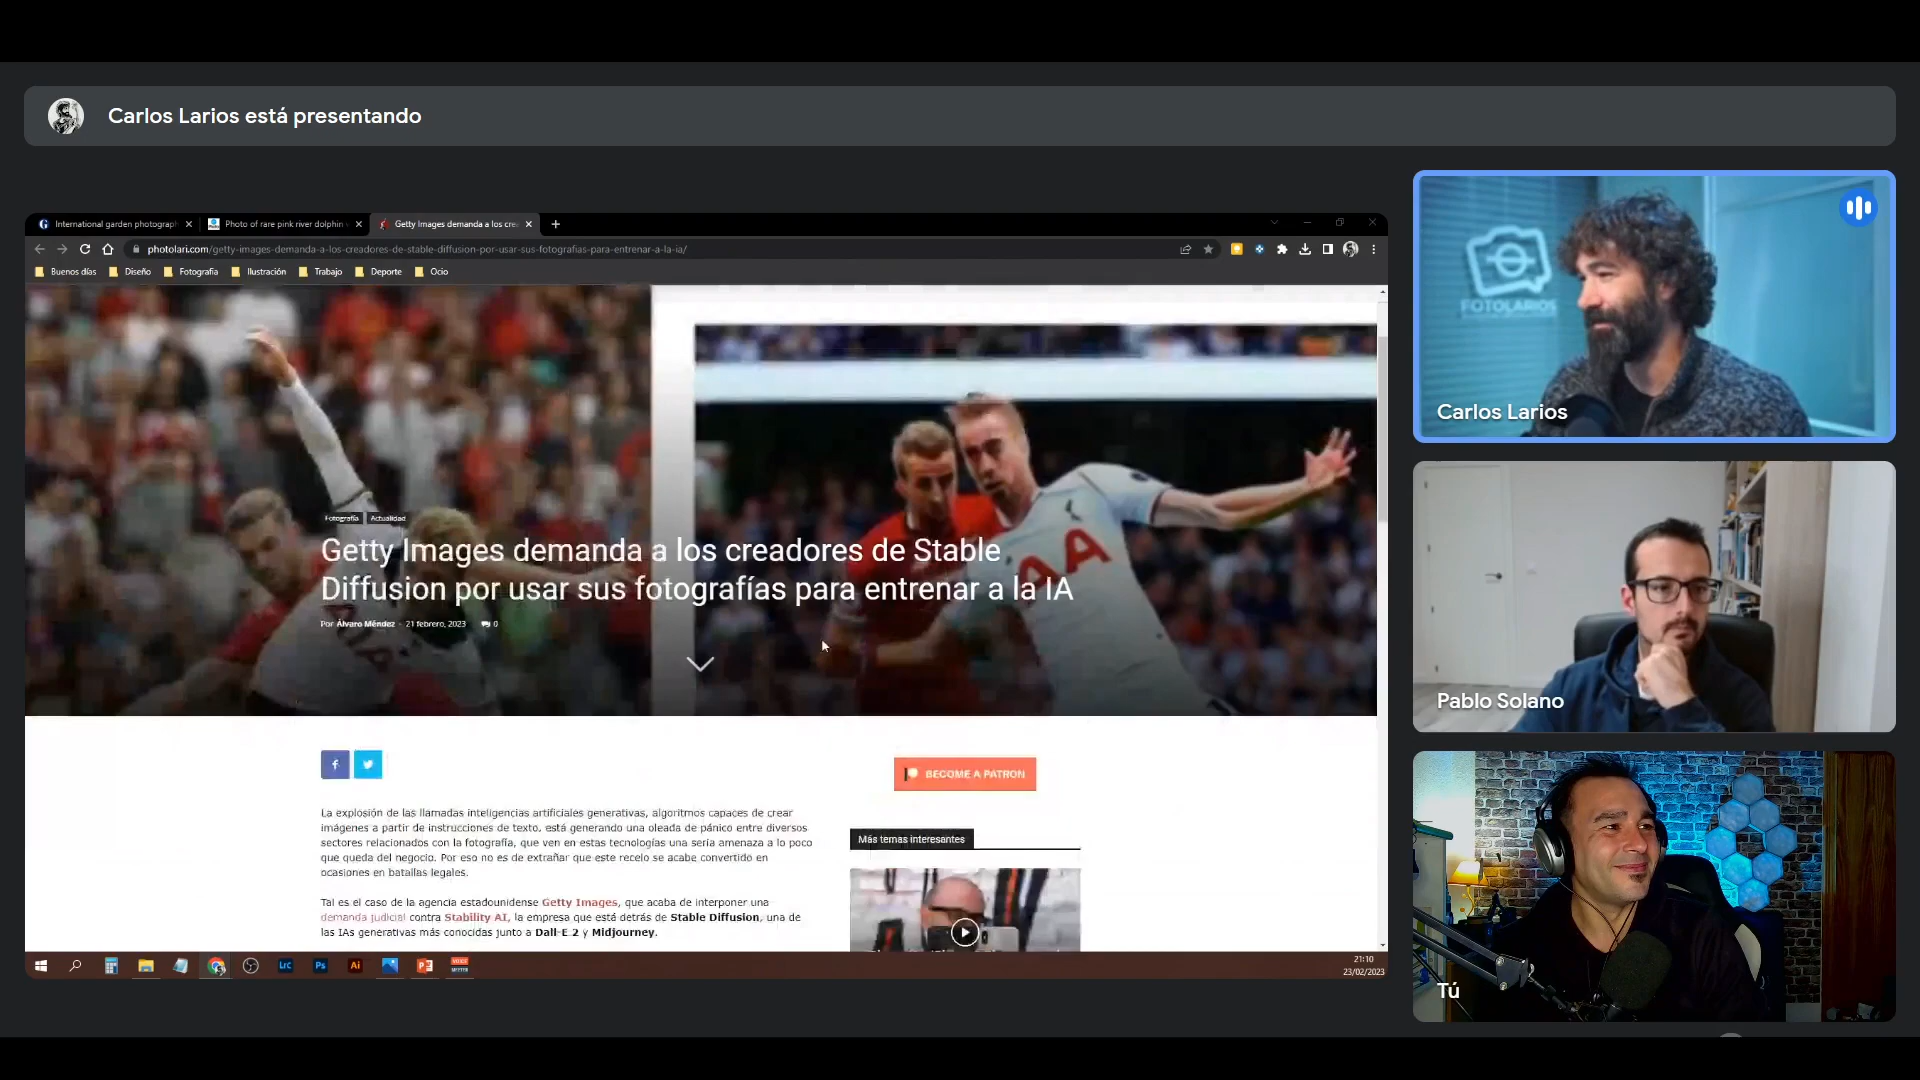 Carlos Larios está presentando
International garden photograph
Photo of rare pink river dolphin
Getty Images demanda a los cre
photolari.com/getty-images-demanda-a-los-creadores-de-stable-diffusion-por-usar-sus-fotografias-para-entrenar-a-la-ia/
Buenos días
Diseño
Fotografia
Ilustración
Trabajo
Deporte
Ocio
Fotografía
Actualidad
Getty Images demanda a los creadores de Stable
Diffusion por usar sus fotografías para entrenar a la IA
Por Álvaro Méndez - 21 febrero, 2023 0
AA
BECOME A PATRON
La explosión de las llamadas inteligencias artificiales generativas, algoritmos capaces de crear
imágenes a partir de instrucciones de texto, está generando una oleada de pánico entre diversos
sectores relacionados con la fotografía, que ven en estas tecnologías una seria amenaza a lo poco
que queda del negocio. Por eso no es de extrañar que este recelo se acabe convertido en
ocasiones en batallas legales.
Tal es el caso de la agencia estadounidense Getty Images, que acaba de interponer una
demanda judicial contra Stability AI, la empresa que está detrás de Stable Diffusion, una de
las IAs generativas más conocidas junto a Dall-E 2 y Midjourney.
Más temas interesantes
Lrc
Ps
Ai
21:10
23/02/2023
FOTOLARIOS
Carlos Larios
Pablo Solano
Tú